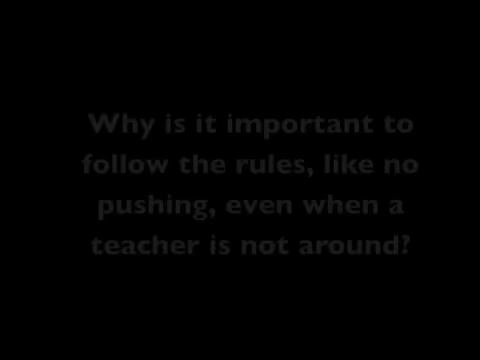 Why is it important to
follow the rules, like no
pushing, even when a
teacher is not around?